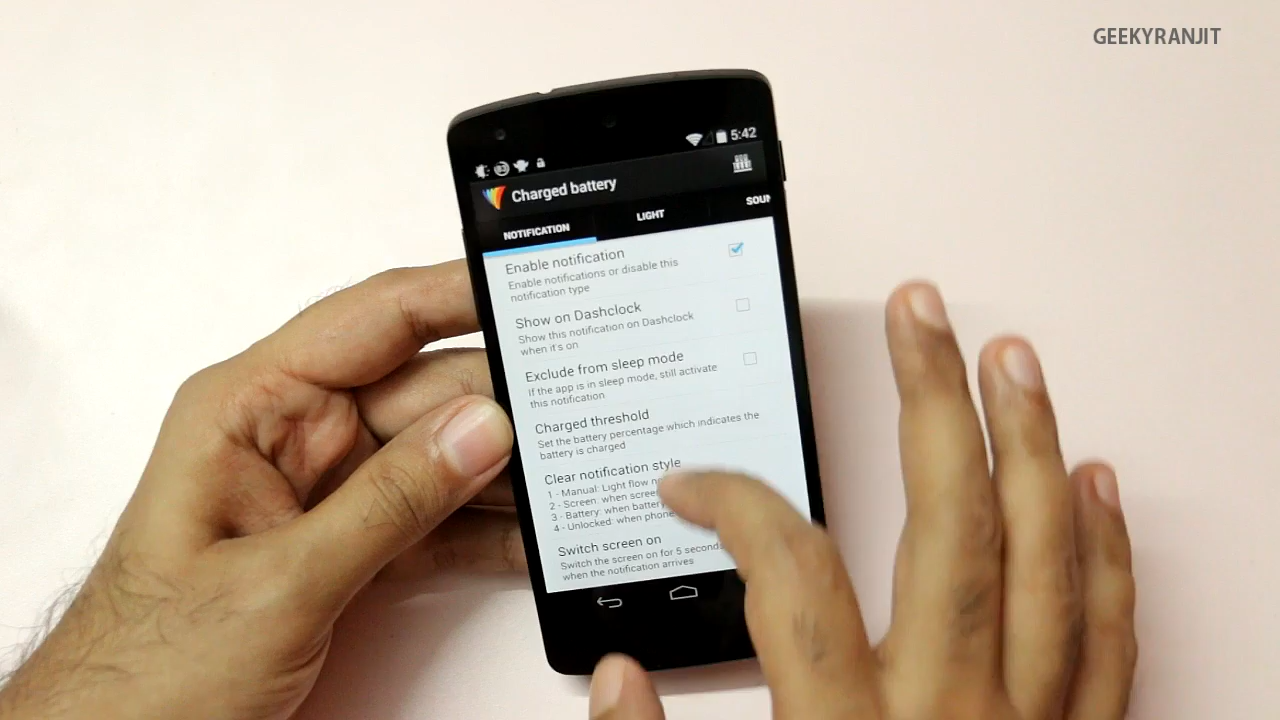 GEEKYRANJIT
5:42
Charged battery
NOTIFICATION
LIGHT
SOUN
Enable notification
Enable notifications or disable this
notification type
Show on Dashclock
Show this notification on Dashclock
when it's on
Exclude from sleep mode
If the app is in sleep mode, still activate
this notification
Charged threshold
Set the battery percentage which indicates the
battery is charged
Clear notification style
1 - Manual: Light flow
2 - Screen: when screen
3 - Battery: when battery
4 - Unlocked: when phone
Switch screen on
Switch the screen on for 5 seconds
when the notification arrives